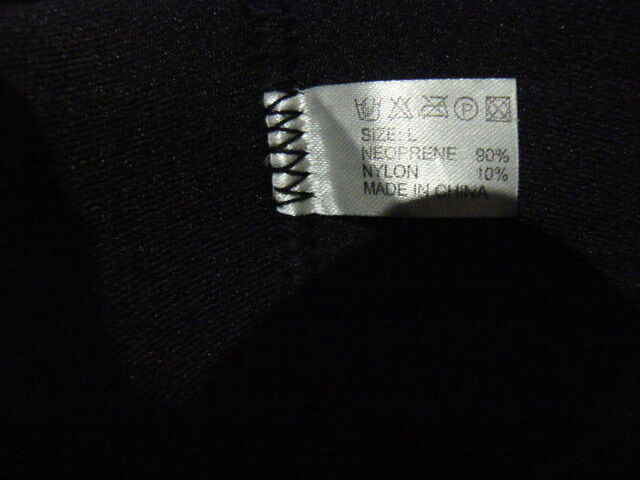 SIZE: L
NEOPRENE 90%
NYLON 10%
MADE IN CHINA